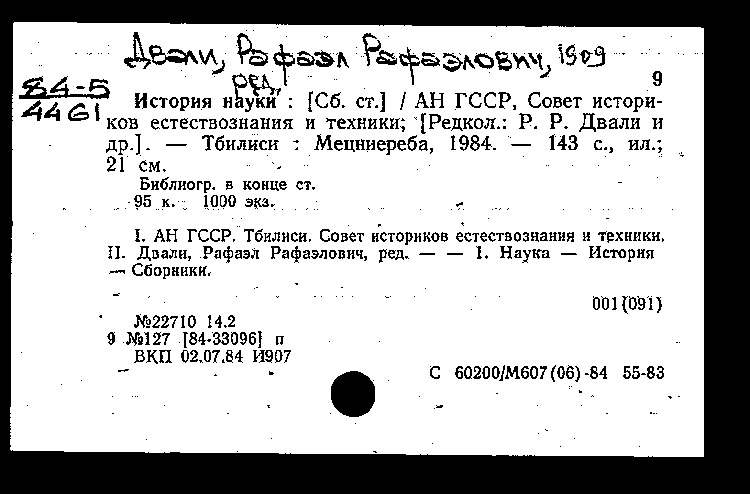 Двали, Рафаэл Рафаэлович, 1909
ред.
84-5
4461
9
История науки : [Сб. ст.] / АН ГССР, Совет истори-
ков естествознания и техники; [Редкол.: Р. Р. Двали и
др.]. — Тбилиси : Мецниереба, 1984. — 143 с., ил.;
21 см.
Библиогр. в конце ст.
95 к. 1000 экз.
I. АН ГССР. Тбилиси. Совет историков естествознания и техники.
II. Двали, Рафаэл Рафаэлович, ред. — — 1. Наука — История
— Сборники.
001(091)
№22710 14.2
9 №127 [84-33096] п
ВКП 02.07.84 И907
С 60200/М607(06)-84 55-83